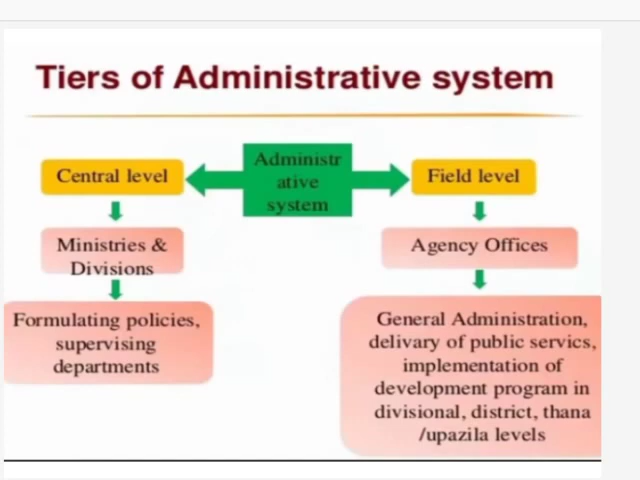 Tiers of Administrative system
Administr
ative
system
Central level
Field level
Ministries &
Divisions
Agency Offices
Formulating policies,
supervising
departments
General Administration,
delivary of public servics,
implementation of
development program in
divisional, district, thana
/upazila levels